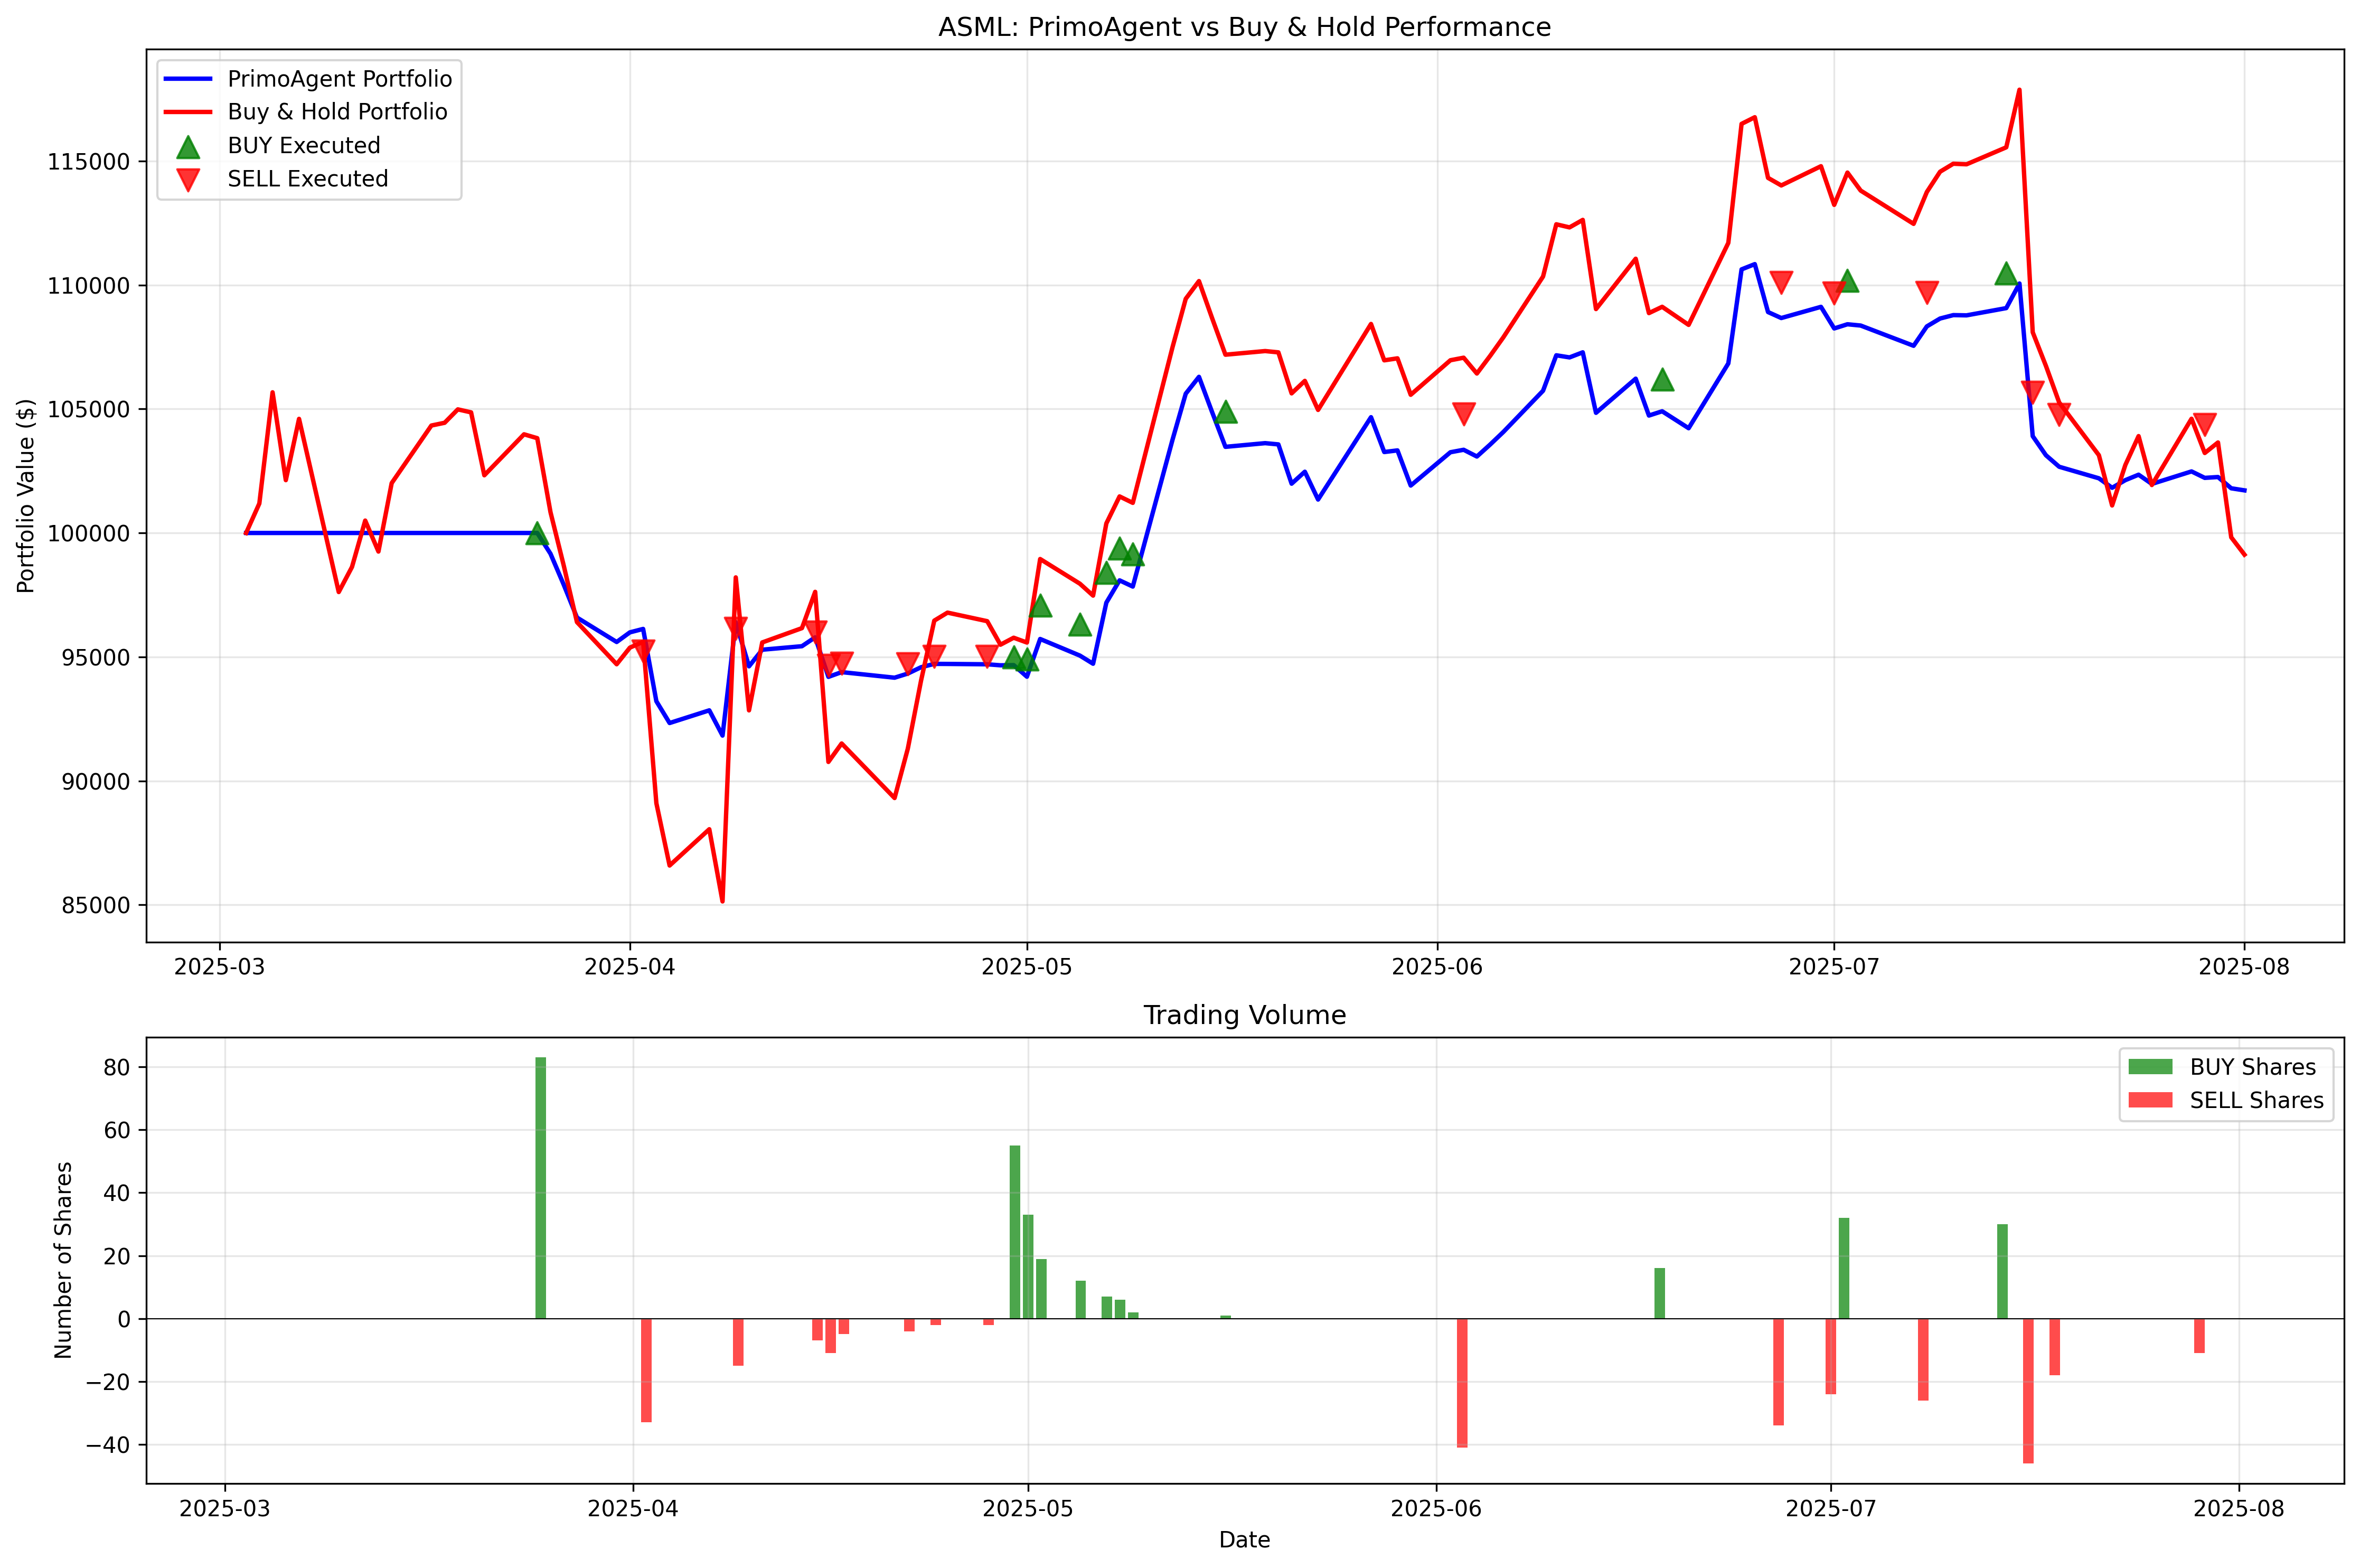 ASML: PrimoAgent vs Buy & Hold Performance
PrimoAgent Portfolio
Buy & Hold Portfolio
BUY Executed
SELL Executed
Portfolio Value ($)
115000
110000
105000
100000
95000
90000
85000
2025-03 2025-04 2025-05 2025-06 2025-07 2025-08
Trading Volume
BUY Shares
SELL Shares
Number of Shares
80
60
40
20
0
−20
−40
2025-03 2025-04 2025-05 2025-06 2025-07 2025-08
Date